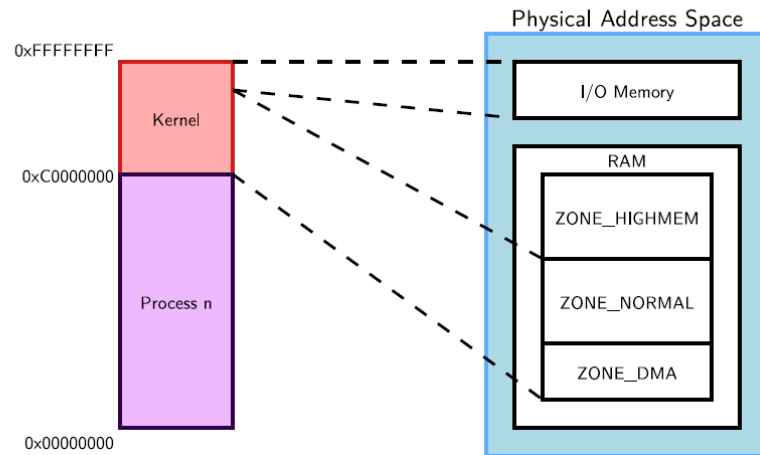 Physical Address Space
0xFFFFFFFF
I/O Memory
Kernel
RAM
0xC0000000
ZONE_HIGHMEM
Process n
ZONE_NORMAL
ZONE_DMA
0x00000000